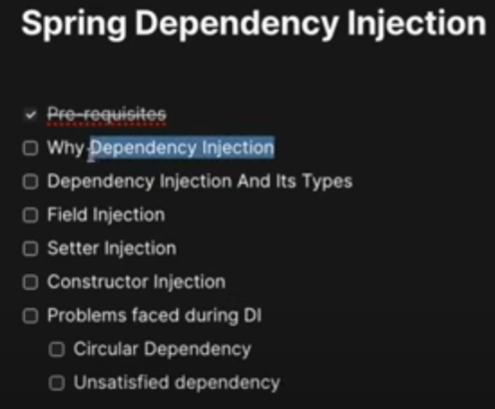 Spring Dependency Injection
Pre-requisites
Why Dependency Injection
Dependency Injection And Its Types
Field Injection
Setter Injection
Constructor Injection
Problems faced during DI
Circular Dependency
Unsatisfied dependency